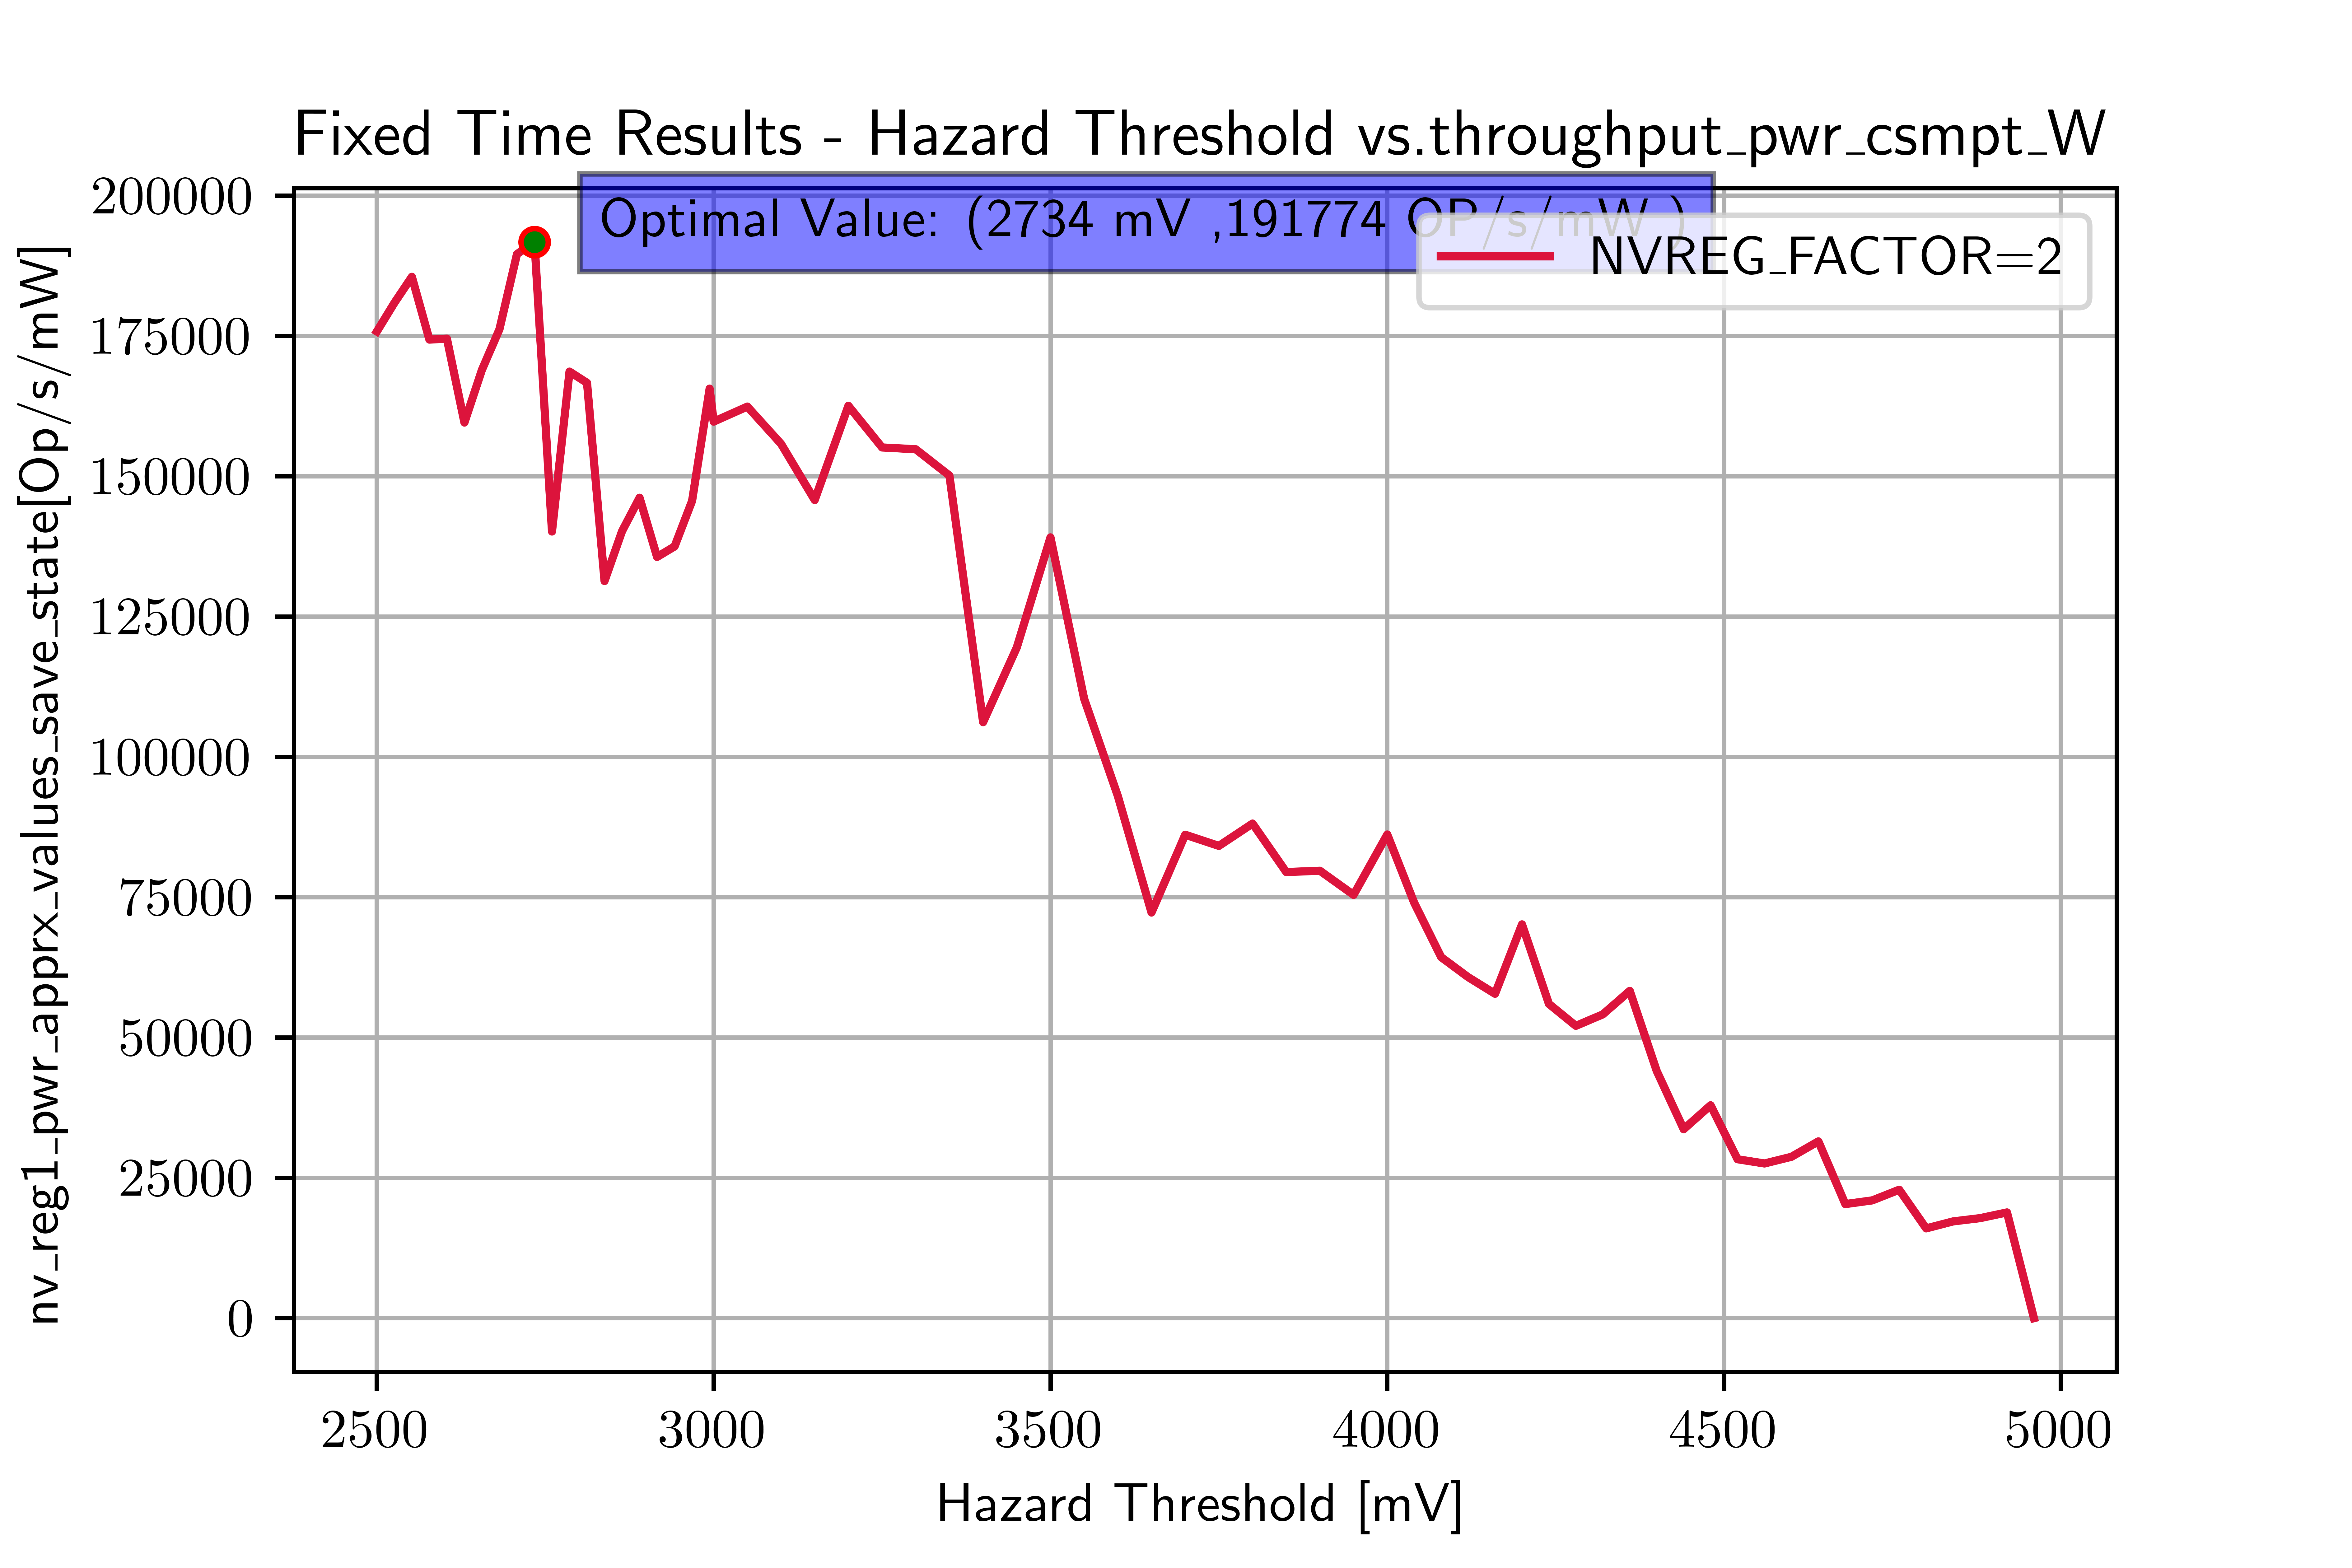 Fixed Time Results - Hazard Threshold vs.throughput_pwr_csmpt_W
Optimal Value: (2734 mV ,191774 OP/s/mW )
NVREG_FACTOR=2
nv_reg1_pwr_apprx_values_save_state[Op/s/mW]
200000
175000
150000
125000
100000
75000
50000
25000
0
2500 3000 3500 4000 4500 5000
Hazard Threshold [mV]